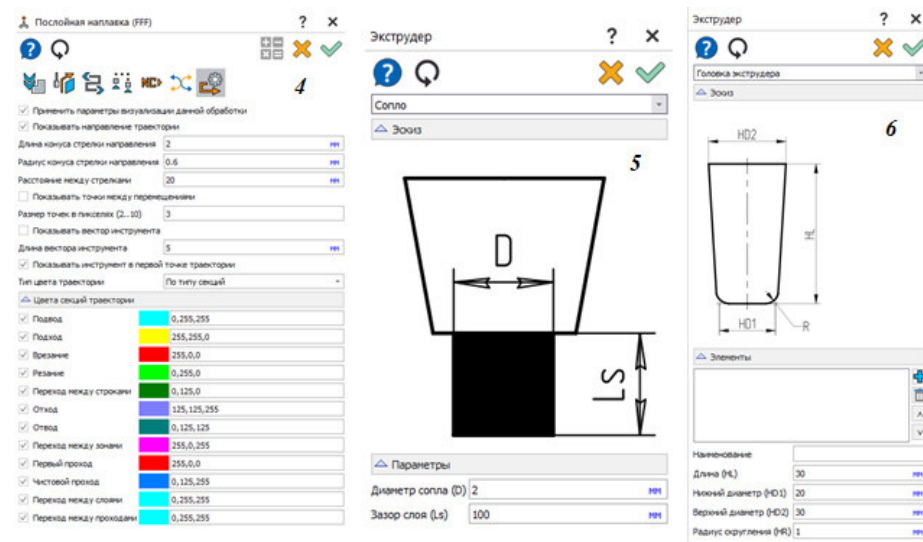 Послойная наплавка (FFF)
?
4
Применить параметры визуализации данной обработки
Показывать направление траектории
Длина конуса стрелки направления 2 мм
Радиус конуса стрелки направления 0.6 мм
Расстояние между стрелками 20 мм
Показывать точки между перемещениями
Размер точек в пикселях (2..10) 3
Показывать вектор инструмента
Длина вектора инструмента 5 мм
Показывать инструмент в первой точке траектории
Тип цвета траектории По типу секций
Цвета секций траектории
Подвод 0,255,255
Подход 255,255,0
Врезание 255,0,0
Резание 0,255,0
Переход между строками 0,125,0
Отход 125,125,255
Отвод 0,125,125
Переход между зонами 255,0,255
Первый проход 255,0,0
Чистовой проход 0,125,255
Переход между слоями 0,255,255
Переход между проходами 0,255,255
Экструдер
?
?
Сопло
Эскиз
5
D
Ls
Параметры
Диаметр сопла (D) 2 мм
Зазор слоя (Ls) 100 мм
Экструдер
?
?
Головка экструдера
Эскиз
6
HD2
HL
HD1
R
Элементы
Наименование
Длина (HL) 30 мм
Нижний диаметр (HD1) 20 мм
Верхний диаметр (HD2) 30 мм
Радиус скругления (HR) 1 мм